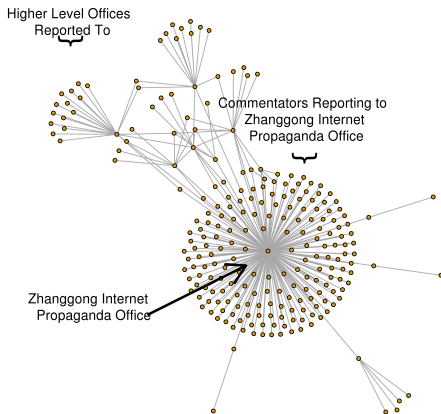 Higher Level Offices
Reported To
Commentators Reporting to
Zhanggong Internet
Propaganda Office
Zhanggong Internet
Propaganda Office